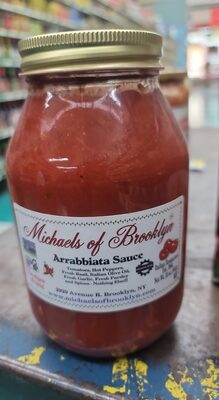 Michaels of Brooklyn
Arrabbiata Sauce
Tomatoes, Hot Peppers,
Fresh Basil, Italian Olive Oil,
Fresh Garlic, Fresh Parsley
and Spices. Nothing Else!!
Avenue R. Brooklyn, NY
www.michaelsofbrooklyn.com